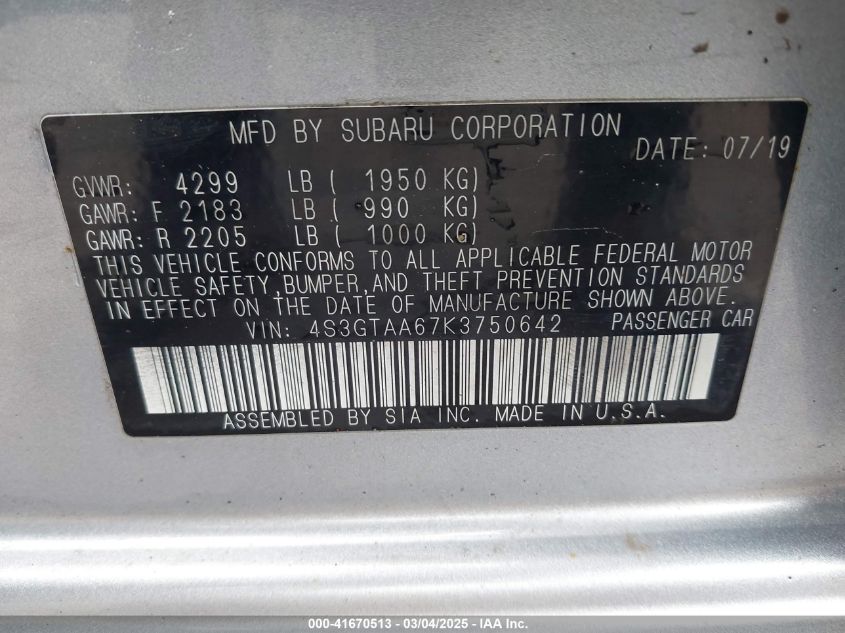 MFD BY SUBARU CORPORATION
DATE: 07/19
GVWR: 4299 LB ( 1950 KG)
GAWR: F 2183 LB ( 990 KG)
GAWR: R 2205 LB ( 1000 KG)
THIS VEHICLE CONFORMS TO ALL APPLICABLE FEDERAL MOTOR
VEHICLE SAFETY, BUMPER, AND THEFT PREVENTION STANDARDS
IN EFFECT ON THE DATE OF MANUFACTURE SHOWN ABOVE.
VIN: 4S3GTAA67K3750642 PASSENGER CAR
ASSEMBLED BY SIA INC. MADE IN U.S.A.
000-41670513 - 03/04/2025 - IAA Inc.